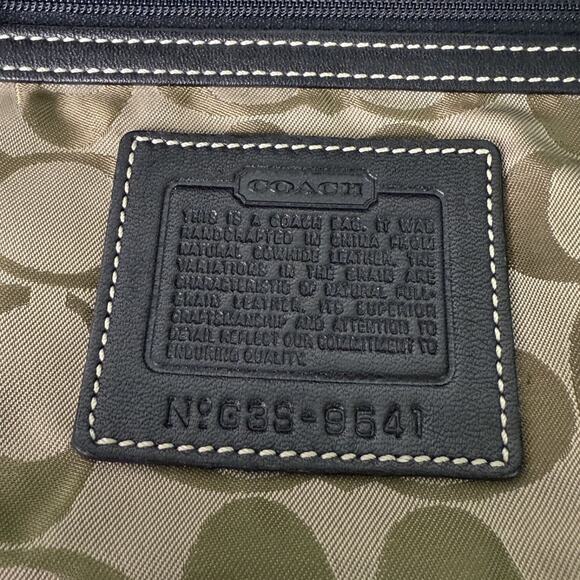 COACH
THIS IS A COACH BAG. IT WAS
HANDCRAFTED IN CHINA FROM
NATURAL COWHIDE LEATHER. THE
VARIATIONS IN THE GRAIN ARE
CHARACTERISTIC OF NATURAL FULL-
GRAIN LEATHER. ITS SUPERIOR
CRAFTSMANSHIP AND ATTENTION TO
DETAIL REFLECT OUR COMMITMENT TO
ENDURING QUALITY.
Nº G3S-9541